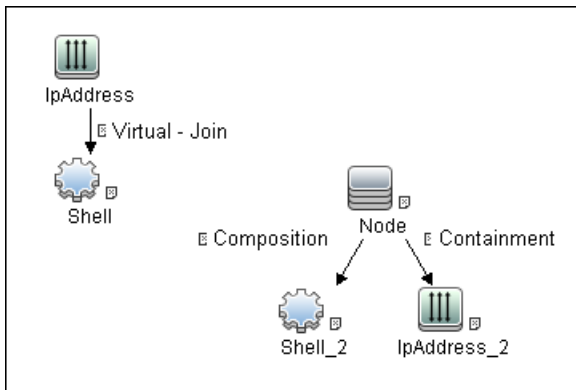 IpAddress
Virtual - Join
Shell
Node
Composition
Containment
Shell_2
IpAddress_2